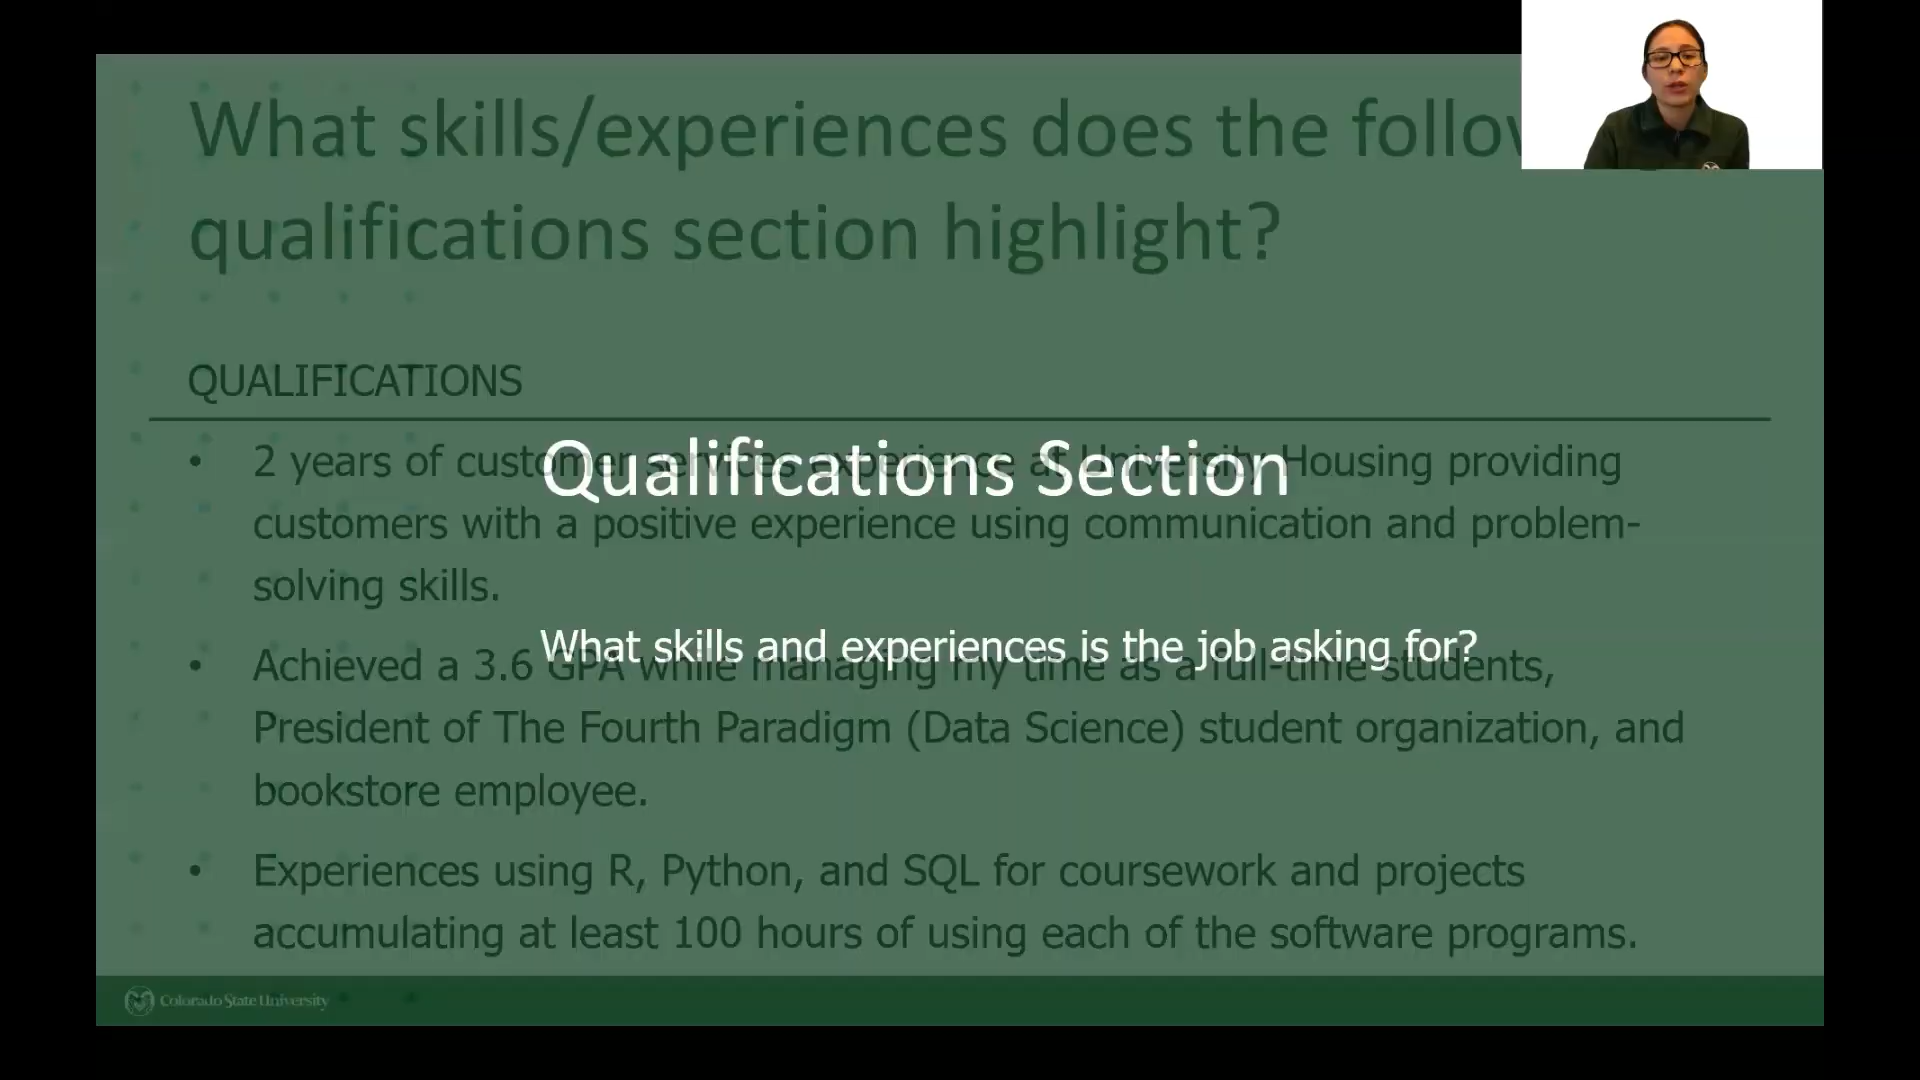 What skills/experiences does the follow
qualifications section highlight?
QUALIFICATIONS
• 2 years of customer services experience at University Housing providing
Qualifications Section
customers with a positive experience using communication and problem-
solving skills.
What skills and experiences is the job asking for?
• Achieved a 3.6 GPA while managing my time as a full-time students,
President of The Fourth Paradigm (Data Science) student organization, and
bookstore employee.
• Experiences using R, Python, and SQL for coursework and projects
accumulating at least 100 hours of using each of the software programs.
Colorado State University